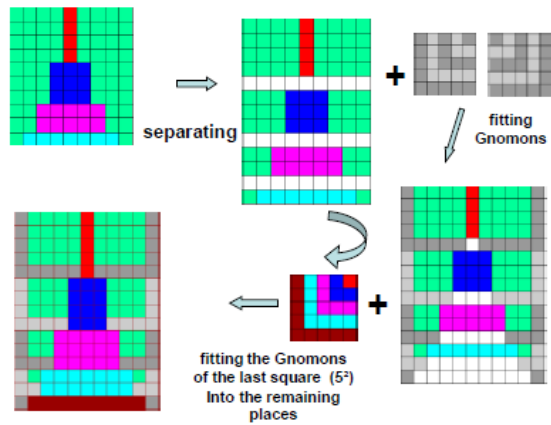 separating
fitting
Gnomons
fitting the Gnomons
of the last square (5²)
Into the remaining
places